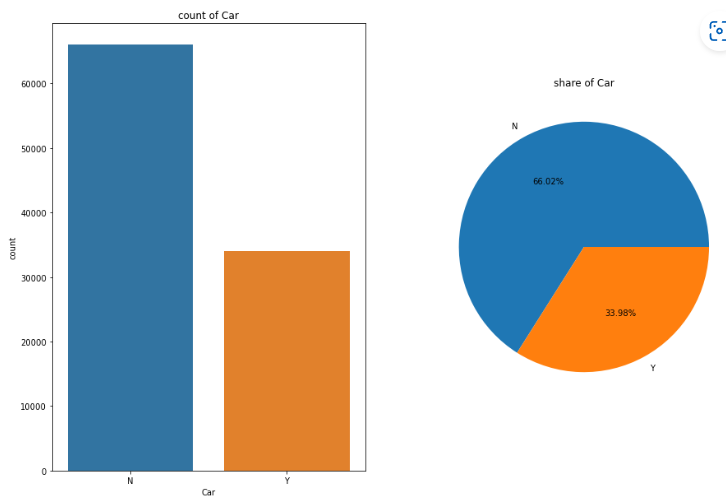 count of Car
60000
50000
40000
30000
20000
10000
0
count
N
Y
Car
share of Car
N
66.02%
33.98%
Y